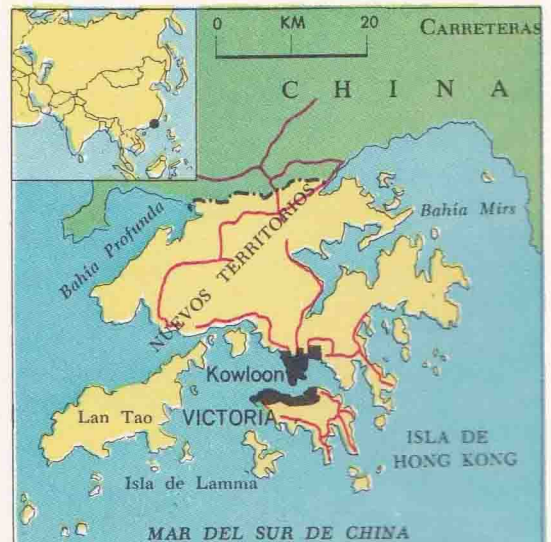 0 KM 20
CARRETERAS
CHINA
Bahía Profunda
NUEVOS TERRITORIOS
Bahía Mirs
Kowloon
Lan Tao
VICTORIA
ISLA DE
HONG KONG
Isla de Lamma
MAR DEL SUR DE CHINA